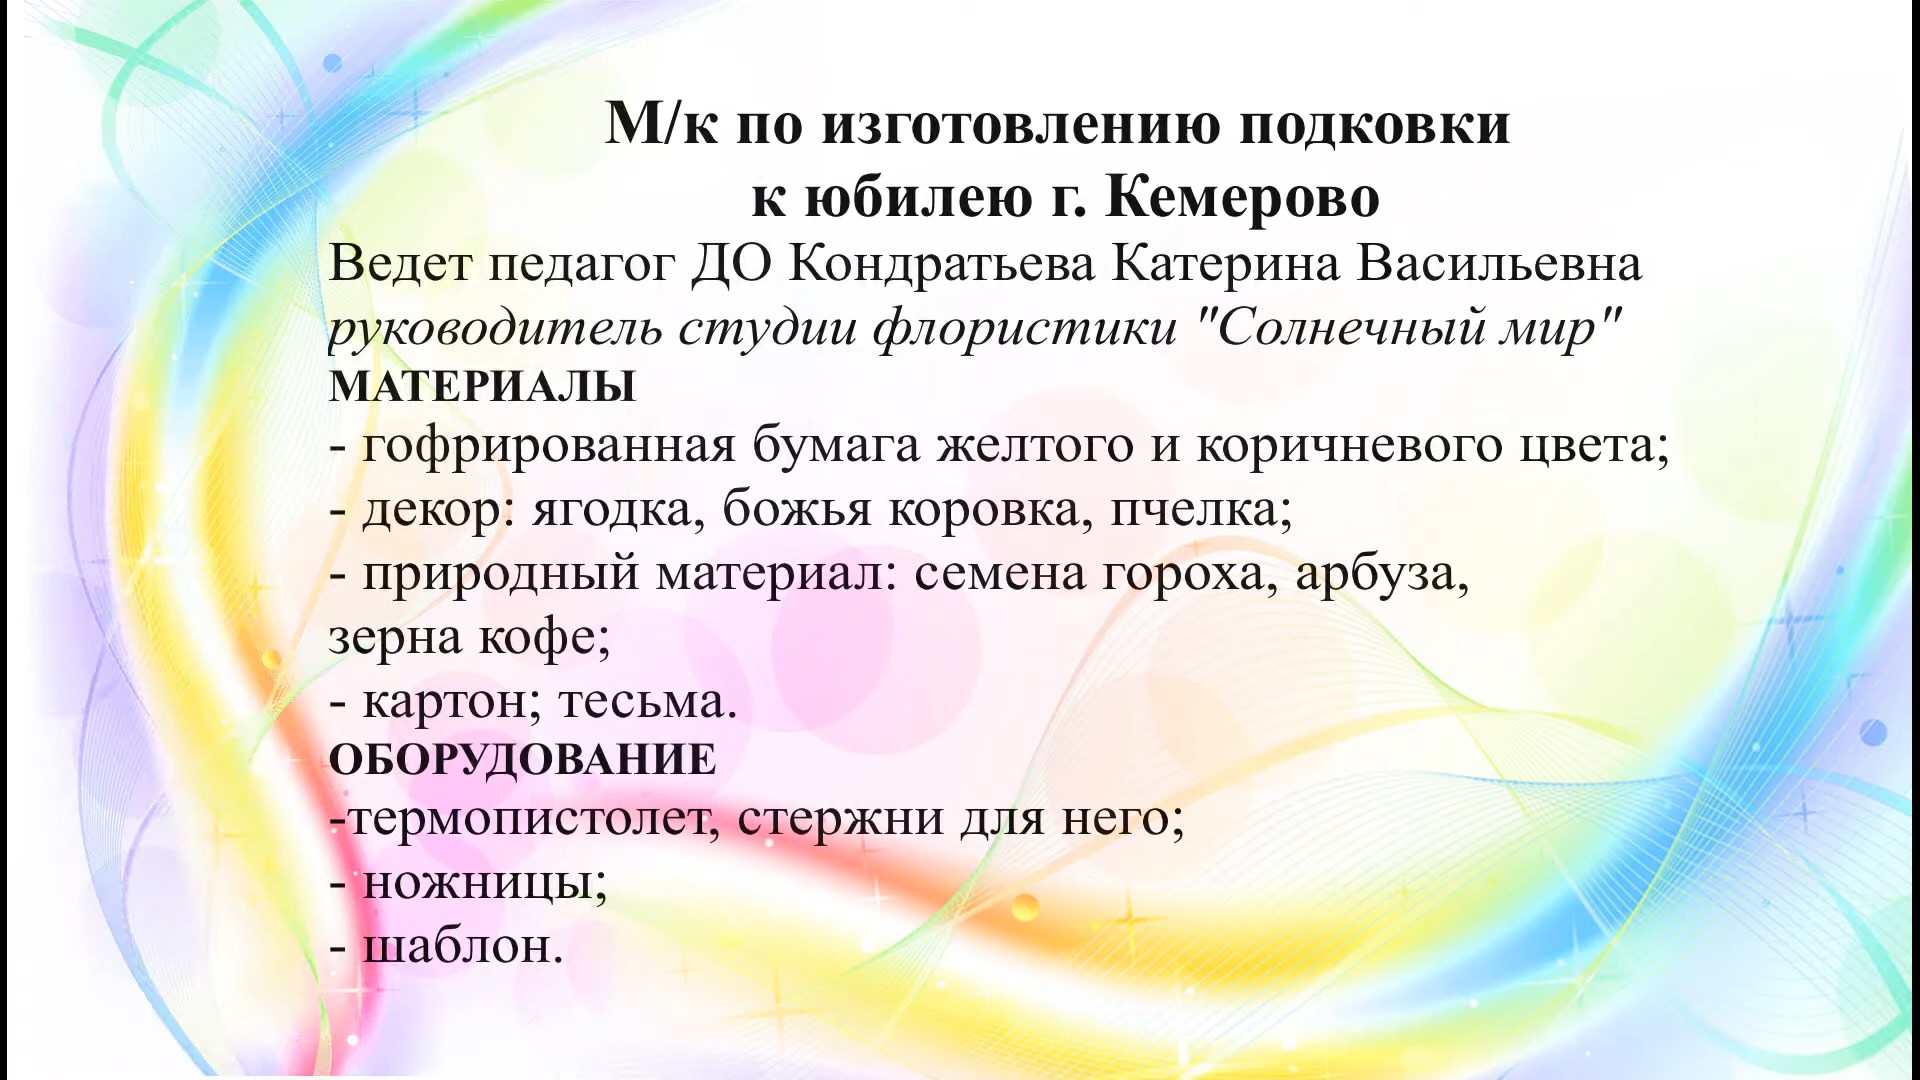 М/к по изготовлению подковки
к юбилею г. Кемерово
Ведет педагог ДО Кондратьева Катерина Васильевна
руководитель студии флористики "Солнечный мир"
МАТЕРИАЛЫ
- гофрированная бумага желтого и коричневого цвета;
- декор: ягодка, божья коровка, пчелка;
- природный материал: семена гороха, арбуза,
зерна кофе;
- картон; тесьма.
ОБОРУДОВАНИЕ
-термопистолет, стержни для него;
- ножницы;
- шаблон.